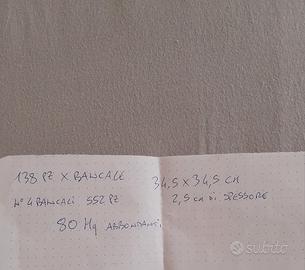 138 PZ X BANCALE
34,5 X 34,5 CM
N° 4 BANCALI 552 PZ
2,5 CM DI SPESSORE
80 Mq ABBONDANTI
subito